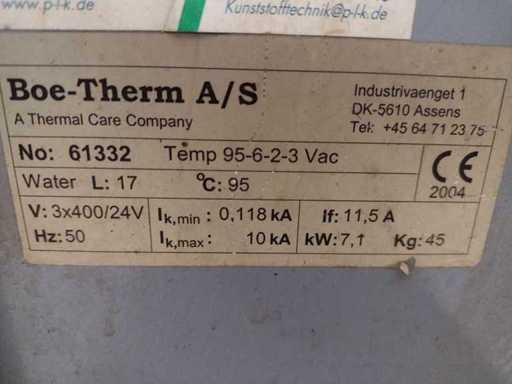 www.p-l-k.de
Kunststofftechnik@p-l-k.de
Boe-Therm A/S
A Thermal Care Company
Industrivaenget 1
DK-5610 Assens
Tel: +45 64 71 23 75
No: 61332 Temp 95-6-2-3 Vac
Water L: 17 °C: 95
CE
2004
V: 3x400/24V
Hz: 50
Ik,min : 0,118 kA If: 11,5 A
Ik,max : 10 kA kW: 7,1 Kg: 45